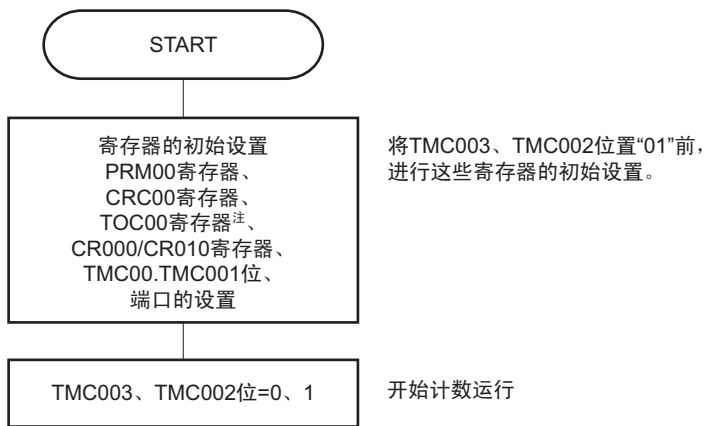 START
寄存器的初始设置
PRM00寄存器、
CRC00寄存器、
TOC00寄存器注、
CR000/CR010寄存器、
TMC00.TMC001位、
端口的设置
将TMC003、TMC002位置“01”前，
进行这些寄存器的初始设置。
TMC003、TMC002位=0、1
开始计数运行